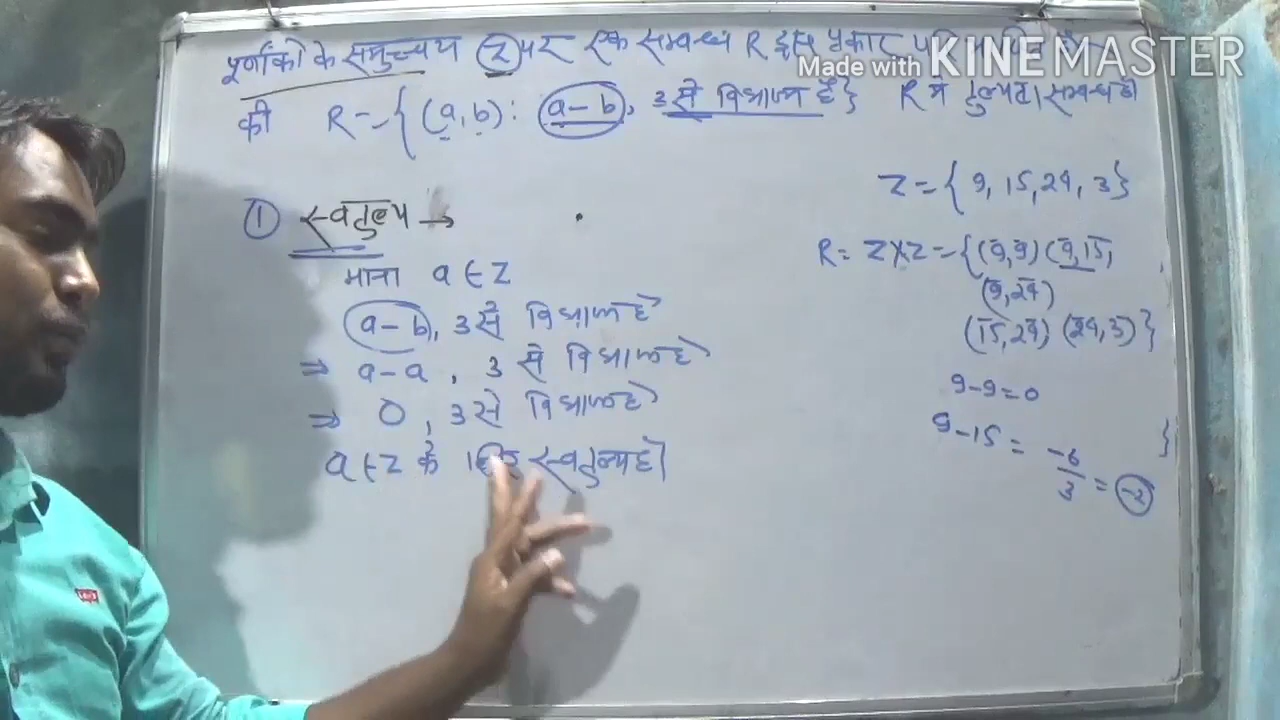 पूर्णांको के समुच्चय Z पर एक सम्बन्ध R इस प्रकार
Made with KINEMASTER
की R = {(a, b) : a-b, 3 से विभाज्य है} R में तुल्यता सम्बन्ध है
Z = { 9, 15, 24, 3}
① स्वतुल्य →
R = Z×Z = {(9,9) (9,15),
(9,24)
(15,24) (24,3)}
माना a ∈ Z
a-b, 3 से विभाज्य है
⇒ a-a, 3 से विभाज्य है
⇒ 0, 3 से विभाज्य है
a ∈ Z के लिए स्वतुल्य है।
9-9=0
9-15 = -6/3 = -2
}